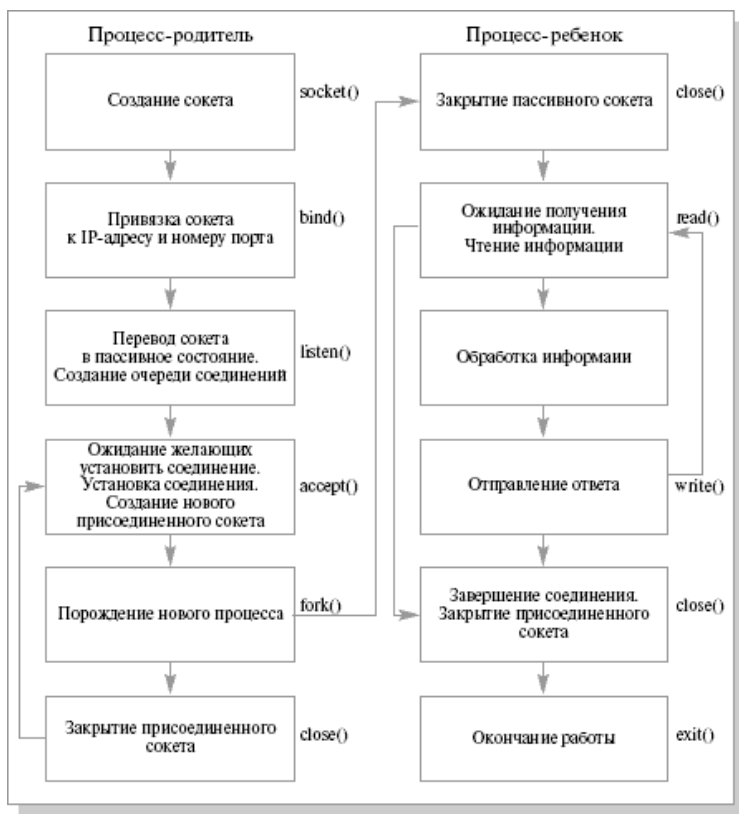 Процесс-родитель
Создание сокета
socket()
Привязка сокета
к IP-адресу и номеру порта
bind()
Перевод сокета
в пассивное состояние.
Создание очереди соединений
listen()
Ожидание желающих
установить соединение.
Установка соединения.
Создание нового
присоединенного сокета
accept()
Порождение нового процесса
fork()
Закрытие присоединенного
сокета
close()
Процесс-ребенок
Закрытие пассивного сокета
close()
Ожидание получения
информации.
Чтение информации
read()
Обработка информаии
Отправление ответа
write()
Завершение соединения.
Закрытие присоединенного
сокета
close()
Окончание работы
exit()